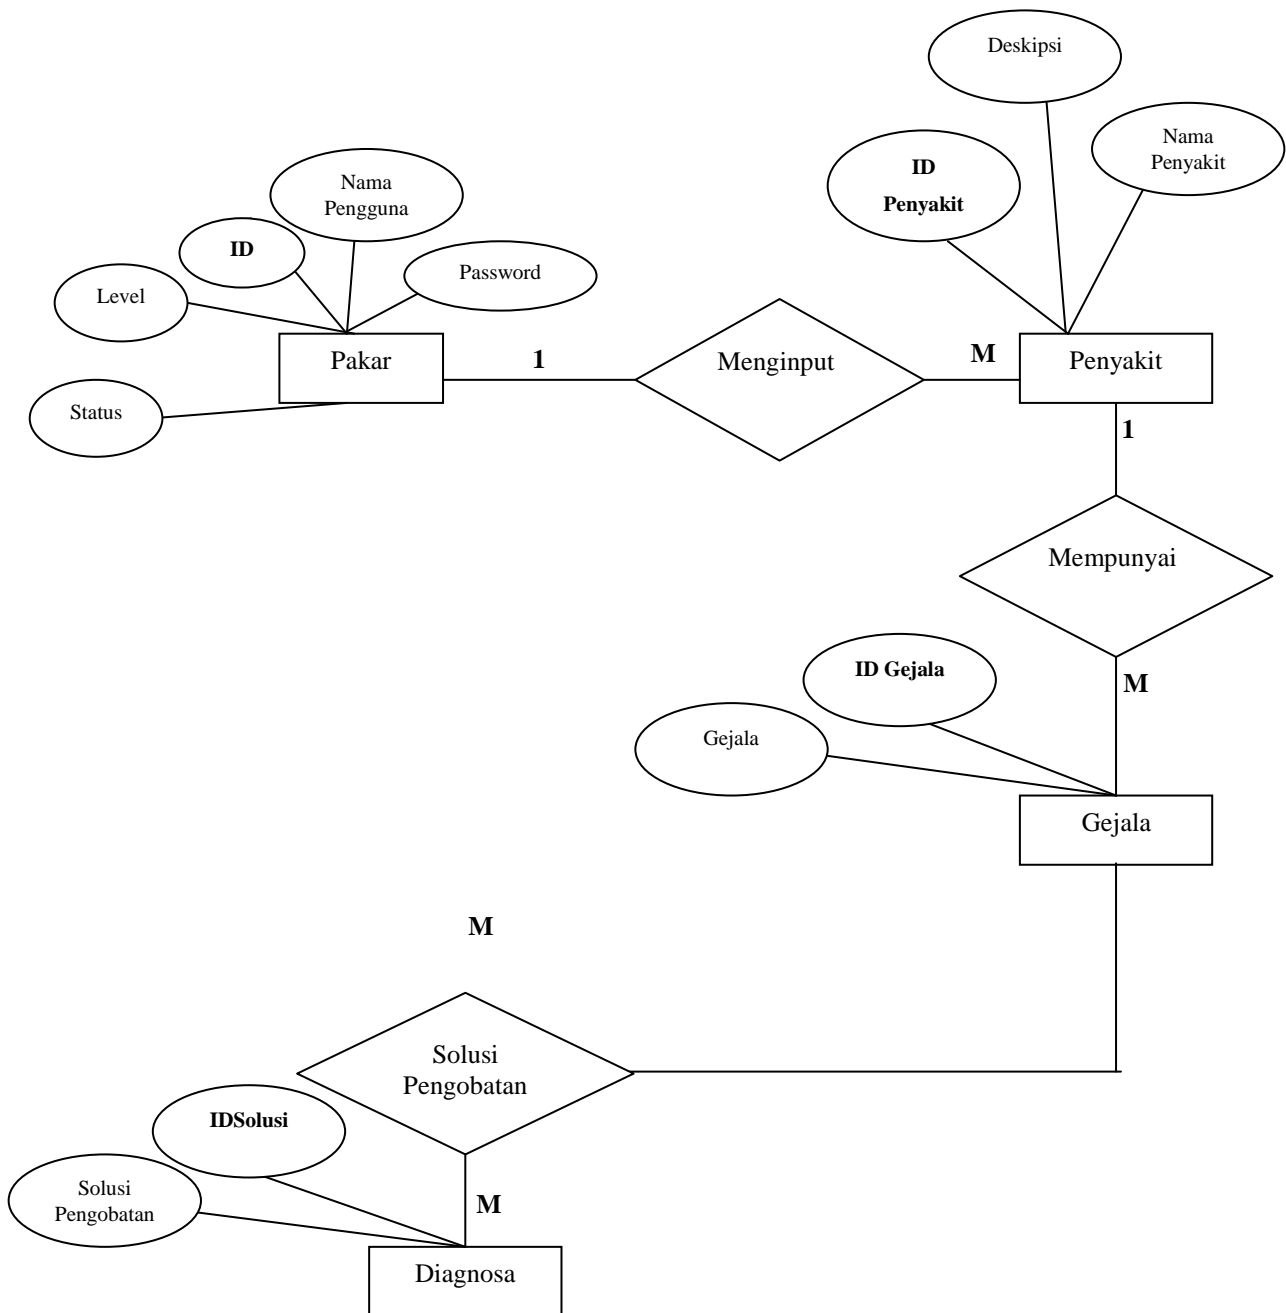 Deskipsi
Nama
Penyakit
ID
Penyakit
Nama
Pengguna
ID
Password
Level
Pakar
1
Menginput
M
Penyakit
Status
1
Mempunyai
ID Gejala
M
Gejala
Gejala
M
Solusi
Pengobatan
IDSolusi
Solusi
Pengobatan
M
Diagnosa